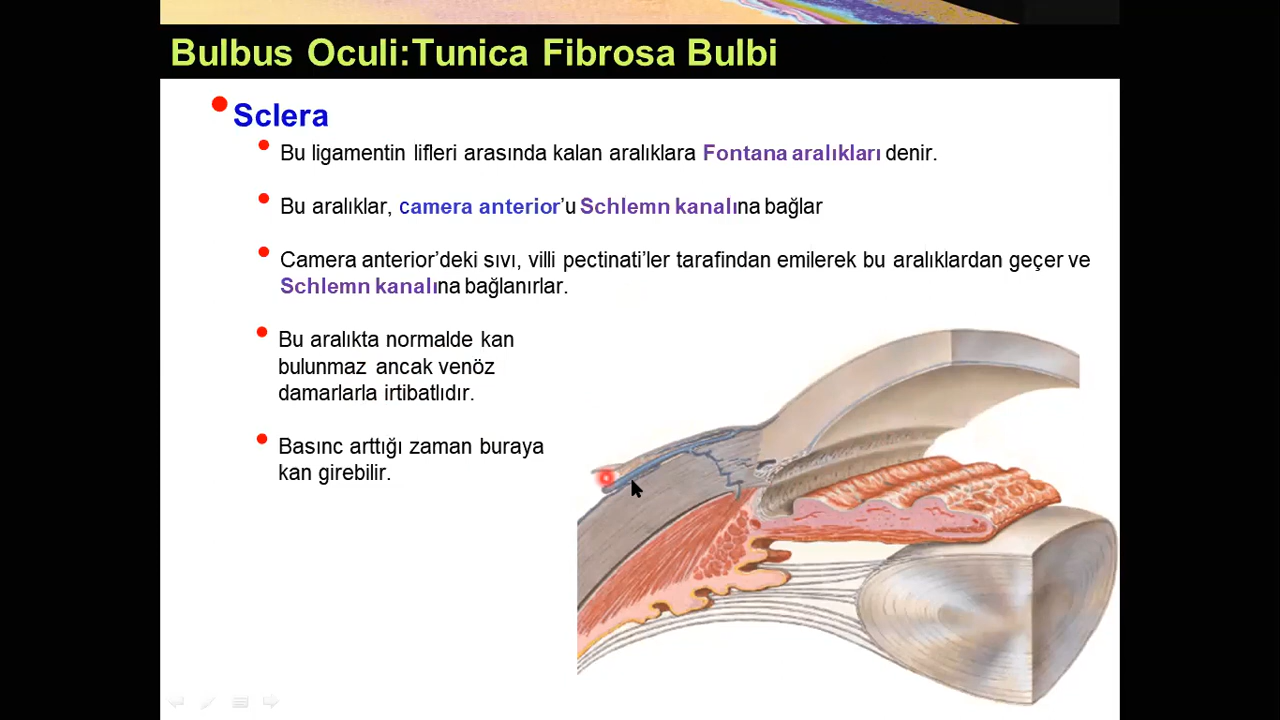 Bulbus Oculi:Tunica Fibrosa Bulbi
Sclera
Bu ligamentin lifleri arasında kalan aralıklara Fontana aralıkları denir.
Bu aralıklar, camera anterior’u Schlemn kanalına bağlar
Camera anterior’deki sıvı, villi pectinati’ler tarafından emilerek bu aralıklardan geçer ve
Schlemn kanalına bağlanırlar.
Bu aralıkta normalde kan
bulunmaz ancak venöz
damarlarla irtibatlıdır.
Basınc arttığı zaman buraya
kan girebilir.